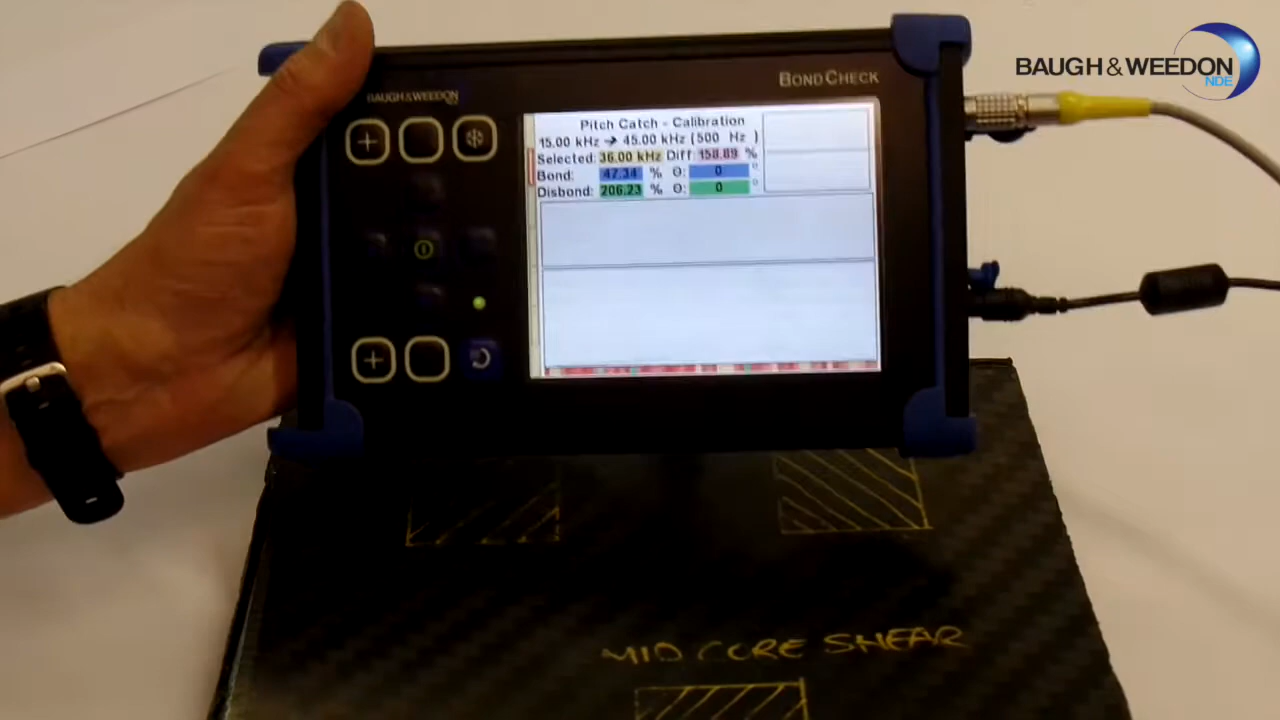 BAUGH & WEEDON
NDE
BAUGH & WEEDON
BONDCHECK
Pitch Catch - Calibration
15.00 kHz → 45.00 kHz (500 Hz )
Selected: 36.00 kHz Diff: 158.89 %
Bond: 47.34 % Θ: 0 °
Disbond: 206.23 % Θ: 0 °
MID CORE SHEAR